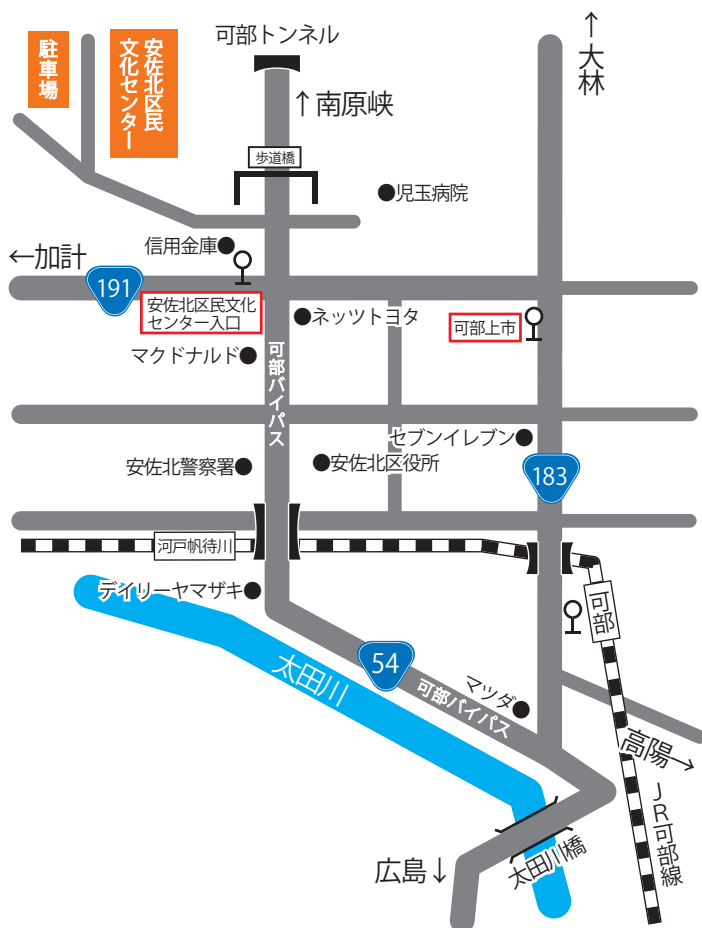 可部トンネル
↑
大林
駐車場
安佐北区民
文化センター
↑南原峡
歩道橋
●児玉病院
信用金庫●
←加計
191
安佐北区民文化
センター入口
●ネッツトヨタ
可部上市
マクドナルド●
可部バイパス
セブンイレブン●
安佐北警察署●
●安佐北区役所
183
河戸帆待川
デイリーヤマザキ●
可部
太田川
54
マツダ●
可部バイパス
高陽→
JR可部線
太田川橋
広島↓